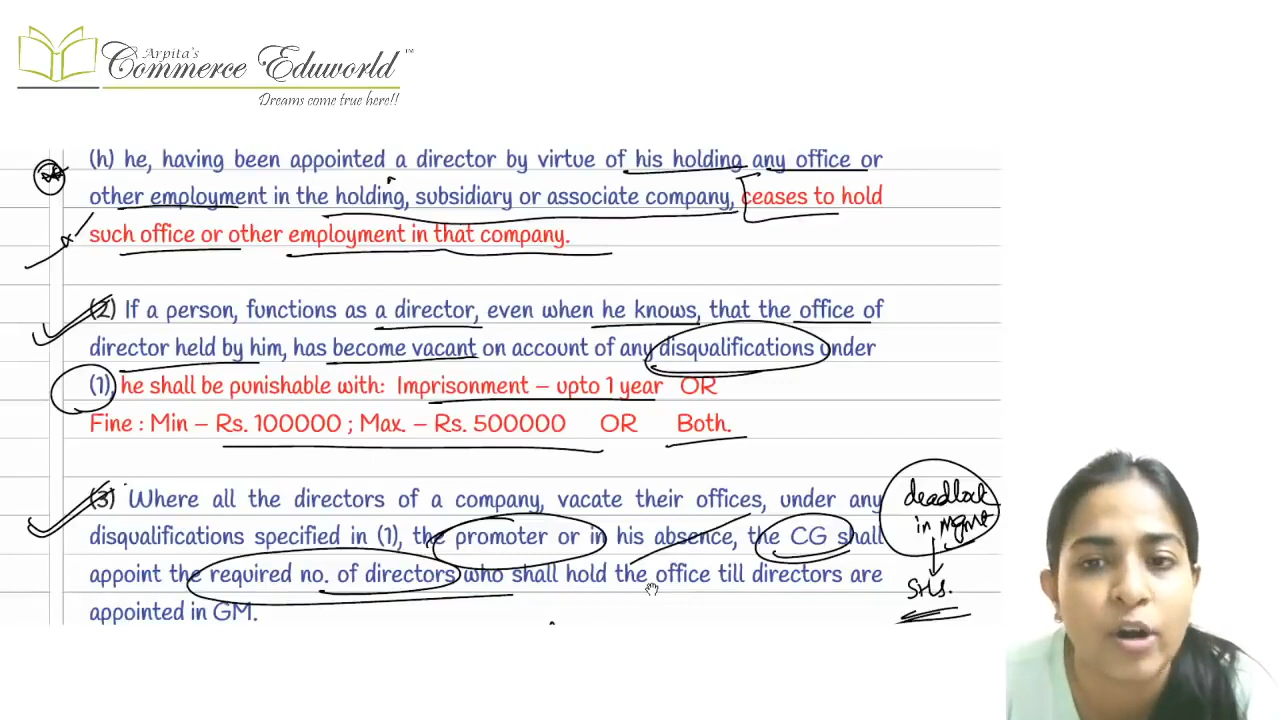 Arpita's
Commerce Eduworld™
Dreams come true here!!
(h) he, having been appointed a director by virtue of his holding any office or
other employment in the holding, subsidiary or associate company, ceases to hold
such office or other employment in that company.
(2) If a person, functions as a director, even when he knows, that the office of
director held by him, has become vacant on account of any disqualifications under
(1), he shall be punishable with: Imprisonment – upto 1 year OR
Fine : Min – Rs. 100000 ; Max. – Rs. 500000 OR Both.
(3) Where all the directors of a company, vacate their offices, under any
disqualifications specified in (1), the promoter or in his absence, the CG shall
appoint the required no. of directors who shall hold the office till directors are
appointed in GM.
deadlock
in mgmt
SHs.